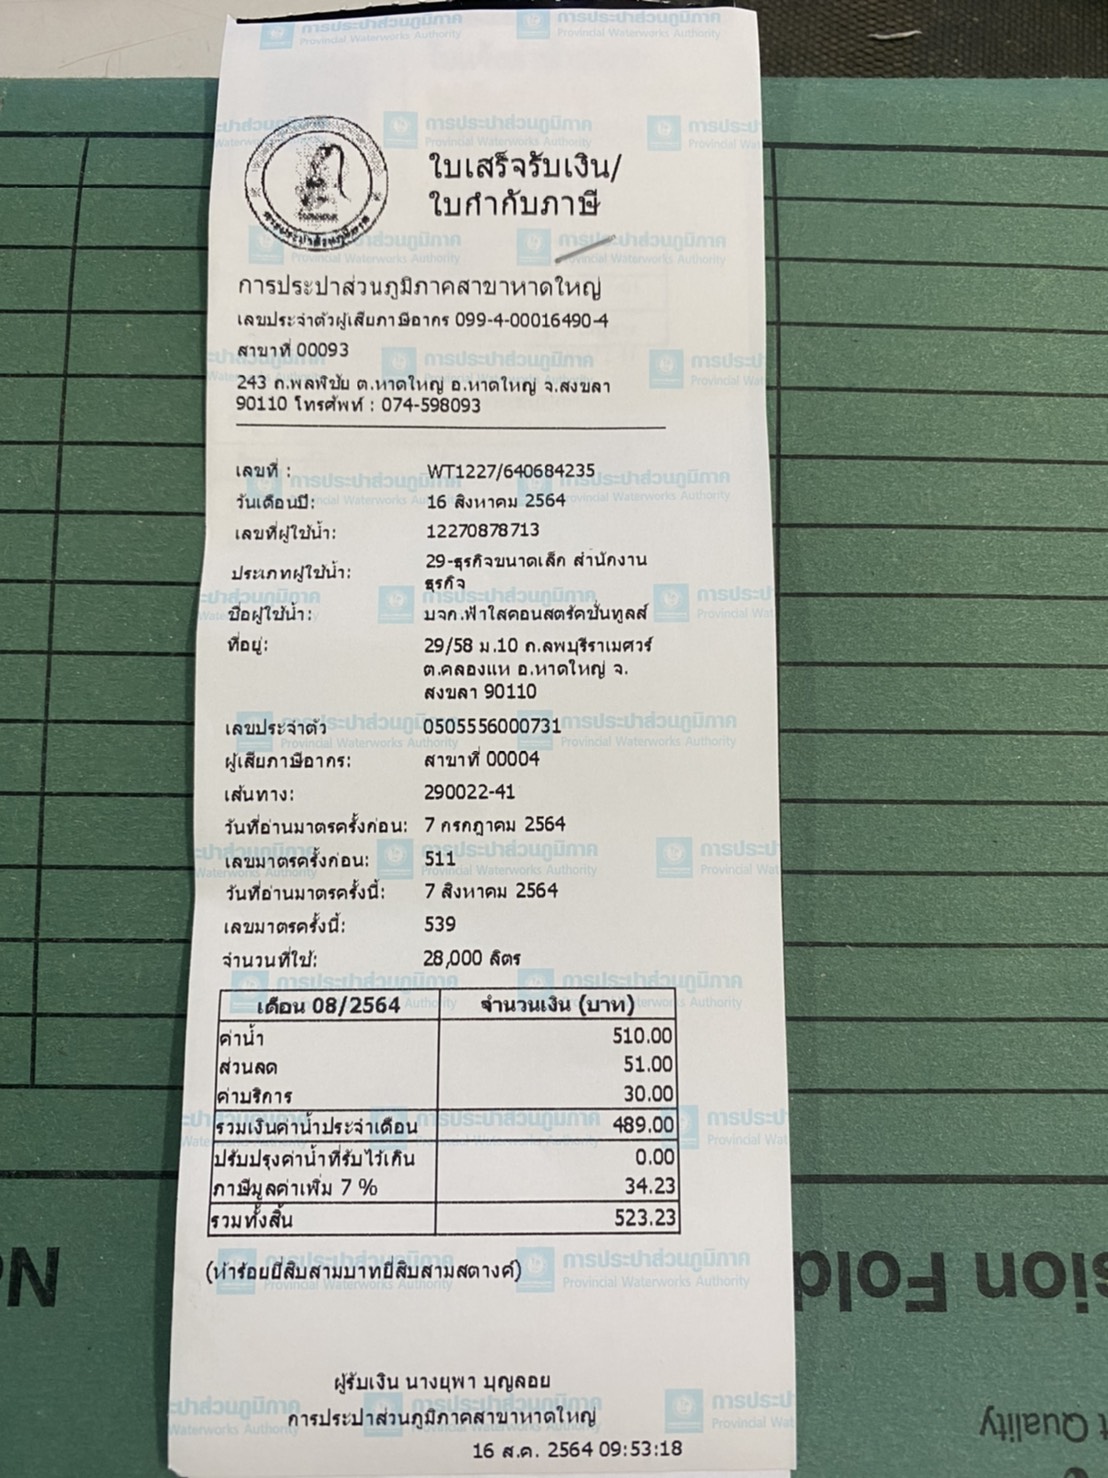 ใบเสร็จรับเงิน/
ใบกำกับภาษี
การประปาส่วนภูมิภาคสาขาหาดใหญ่
เลขประจำตัวผู้เสียภาษีอากร 099-4-00016490-4
สาขาที่ 00093
243 ถ.พลพิชัย ต.หาดใหญ่ อ.หาดใหญ่ จ.สงขลา
90110 โทรศัพท์ : 074-598093
เลขที่ : WT1227/640684235
วันเดือนปี: 16 สิงหาคม 2564
เลขที่ผู้ใช้น้ำ: 12270878713
ประเภทผู้ใช้น้ำ: 29-ธุรกิจขนาดเล็ก สำนักงาน
ธุรกิจ
ชื่อผู้ใช้น้ำ: บจก.ฟ้าใสคอนสตรัคชั่นทูลส์
ที่อยู่: 29/58 ม.10 ถ.ลพบุรีราเมศวร์
ต.คลองแห อ.หาดใหญ่ จ.
สงขลา 90110
เลขประจำตัว 0505556000731
ผู้เสียภาษีอากร: สาขาที่ 00004
เส้นทาง: 290022-41
วันที่อ่านมาตรครั้งก่อน: 7 กรกฎาคม 2564
เลขมาตรครั้งก่อน: 511
วันที่อ่านมาตรครั้งนี้: 7 สิงหาคม 2564
เลขมาตรครั้งนี้: 539
จำนวนที่ใช้: 28,000 ลิตร
เดือน 08/2564 จำนวนเงิน (บาท)
ค่าน้ำ 510.00
ส่วนลด 51.00
ค่าบริการ 30.00
รวมเงินค่าน้ำประจำเดือน 489.00
ปรับปรุงค่าน้ำที่รับไว้เกิน 0.00
ภาษีมูลค่าเพิ่ม 7 % 34.23
รวมทั้งสิ้น 523.23
(ห้าร้อยยี่สิบสามบาทยี่สิบสามสตางค์)
ผู้รับเงิน นางยุพา บุญลอย
การประปาส่วนภูมิภาคสาขาหาดใหญ่
16 ส.ค. 2564 09:53:18